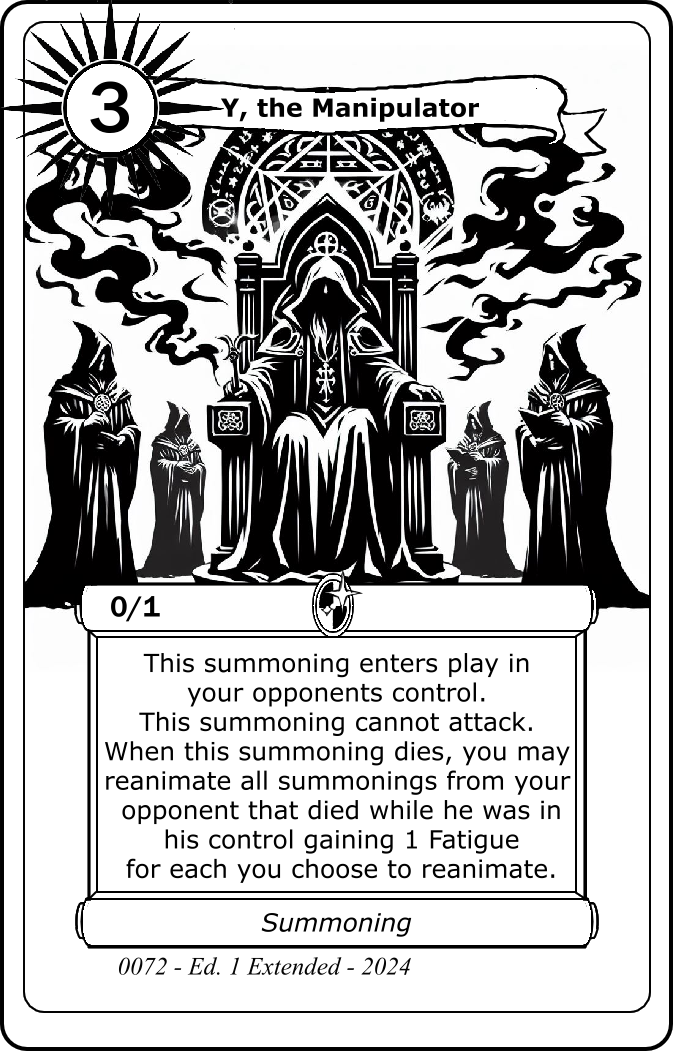 3
Y, the Manipulator
0/1
This summoning enters play in
your opponents control.
This summoning cannot attack.
When this summoning dies, you may
reanimate all summonings from your
opponent that died while he was in
his control gaining 1 Fatigue
for each you choose to reanimate.
Summoning
0072 - Ed. 1 Extended - 2024